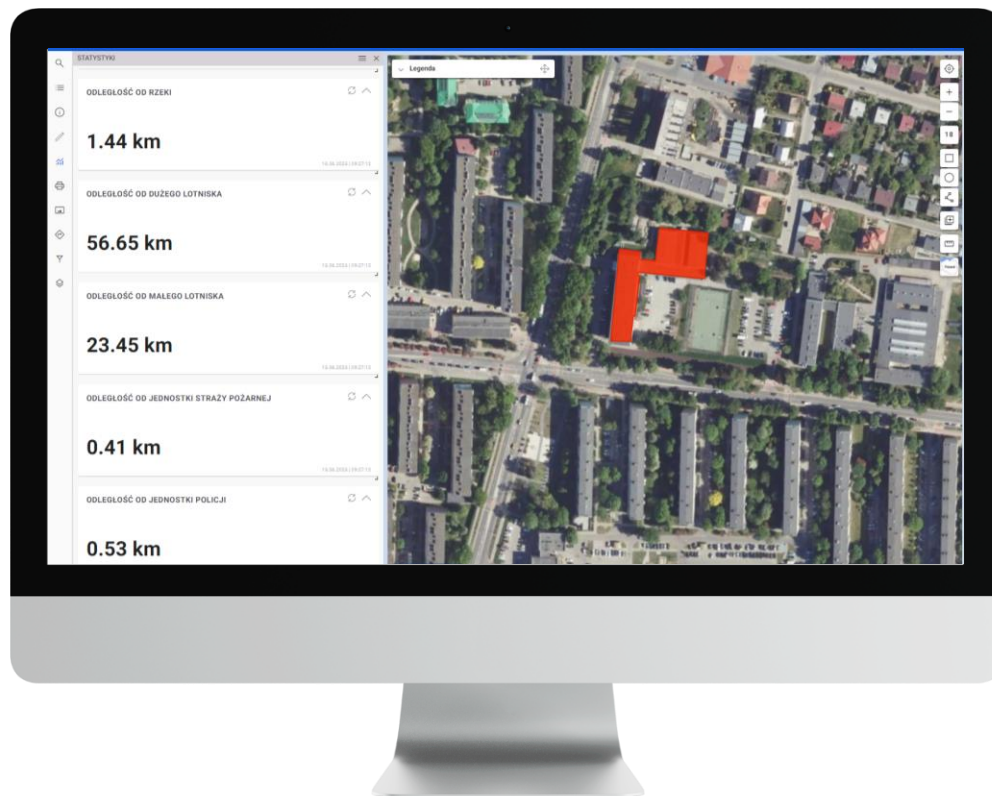 STATYSTYKI
ODLEGŁOŚĆ OD RZEKI
1.44 km
ODLEGŁOŚĆ OD DUŻEGO LOTNISKA
56.65 km
ODLEGŁOŚĆ OD MAŁEGO LOTNISKA
23.45 km
ODLEGŁOŚĆ OD JEDNOSTKI STRAŻY POŻARNEJ
0.41 km
ODLEGŁOŚĆ OD JEDNOSTKI POLICJI
0.53 km
Legenda
18